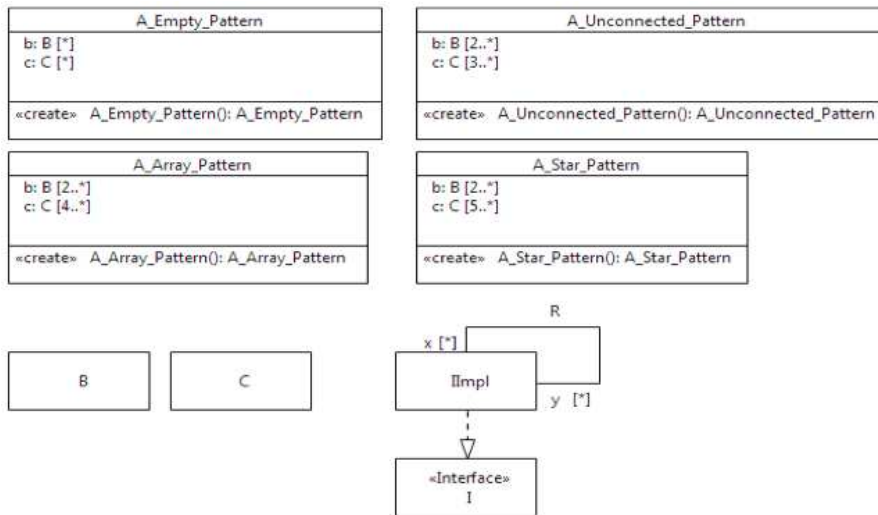 A_Empty_Pattern
b: B [*]
c: C [*]
«create» A_Empty_Pattern(): A_Empty_Pattern
A_Unconnected_Pattern
b: B [2..*]
c: C [3..*]
«create» A_Unconnected_Pattern(): A_Unconnected_Pattern
A_Array_Pattern
b: B [2..*]
c: C [4..*]
«create» A_Array_Pattern(): A_Array_Pattern
A_Star_Pattern
b: B [2..*]
c: C [5..*]
«create» A_Star_Pattern(): A_Star_Pattern
R
x [*]
B
C
IImpl
y [*]
«Interface»
I